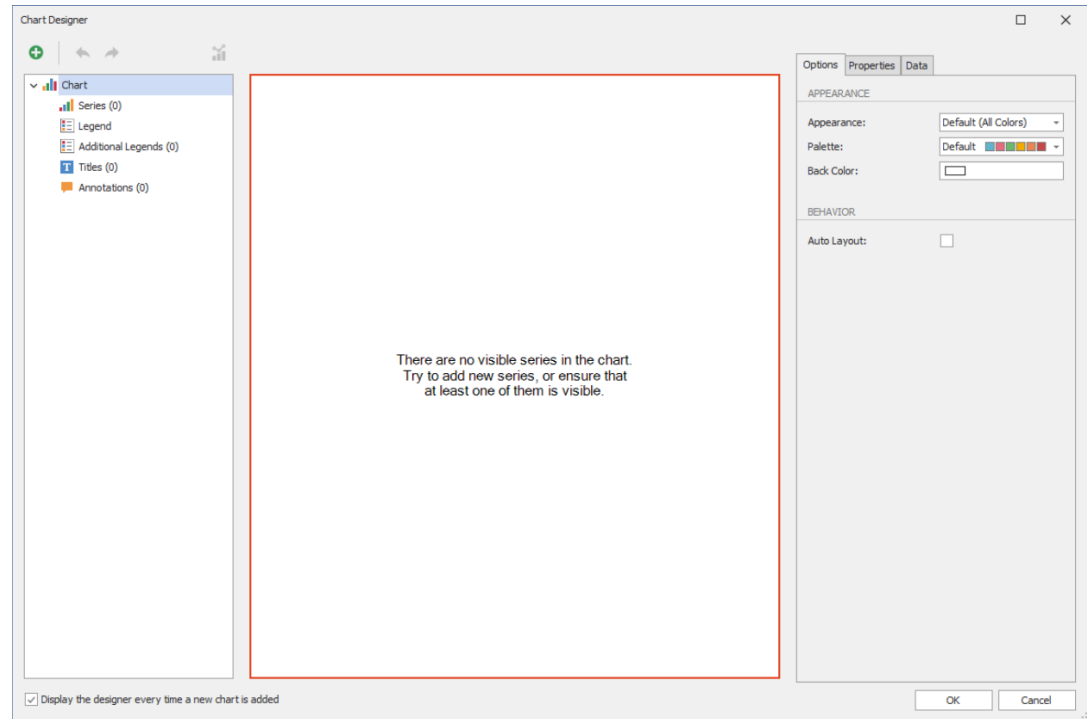 Chart Designer
Chart
Series (0)
Legend
Additional Legends (0)
T Titles (0)
Annotations (0)
There are no visible series in the chart.
Try to add new series, or ensure that
at least one of them is visible.
Options Properties Data
APPEARANCE
Appearance: Default (All Colors)
Palette: Default
Back Color:
BEHAVIOR
Auto Layout:
Display the designer every time a new chart is added
OK Cancel